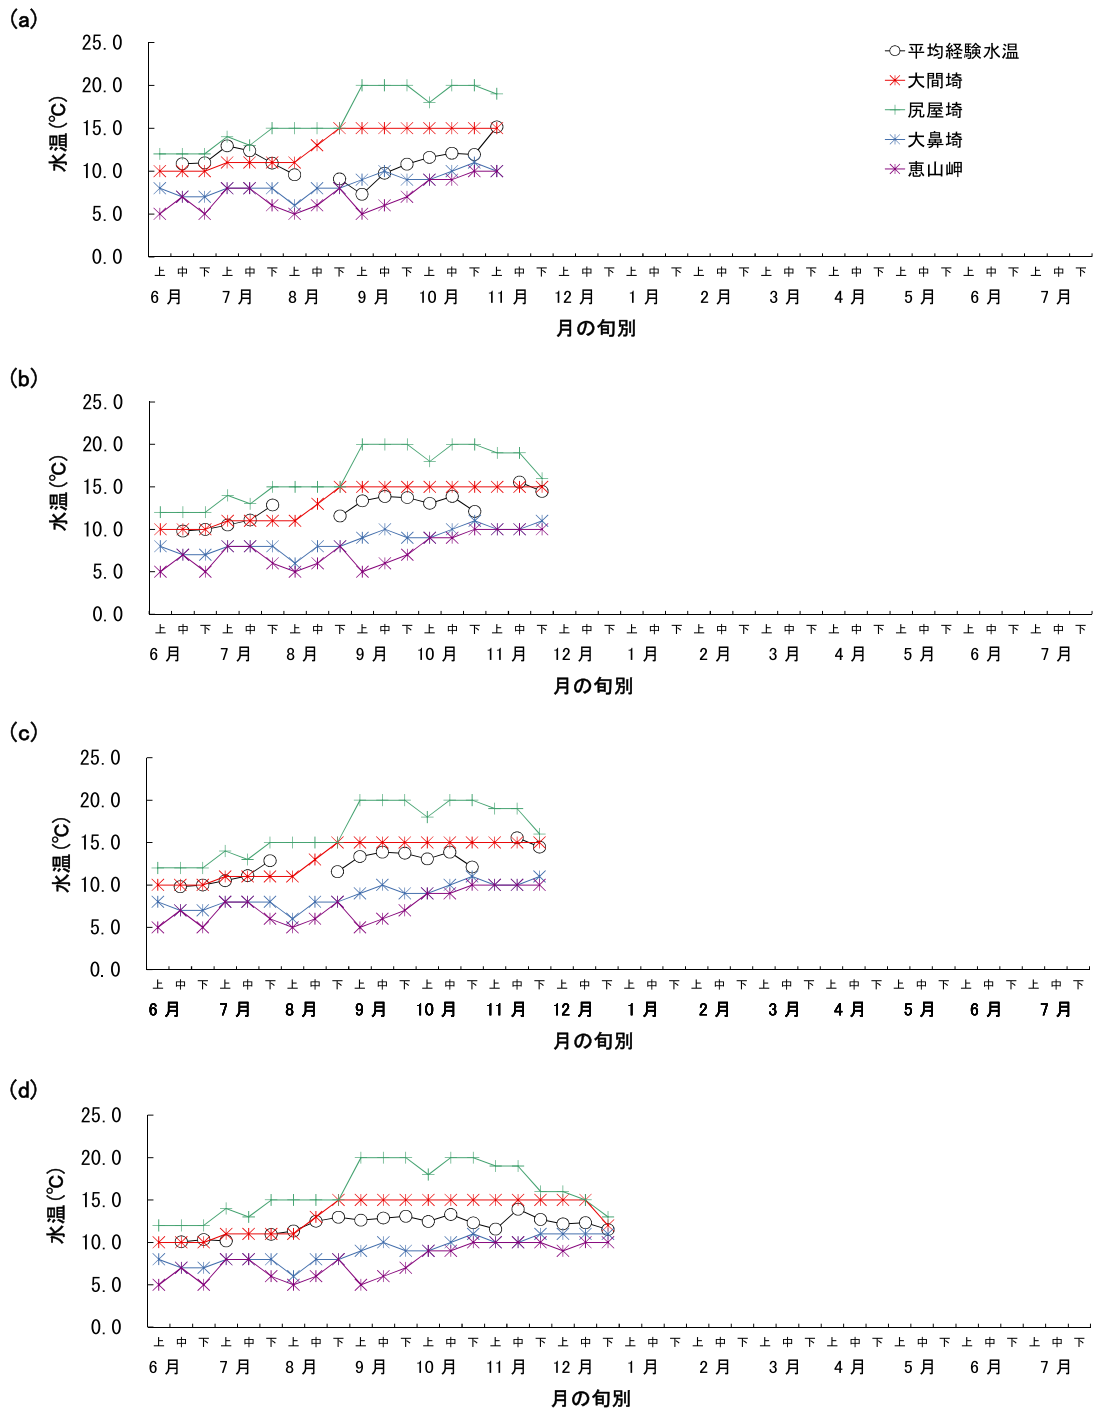 (a)
25.0
20.0
15.0
10.0
5.0
0.0
水温(℃)
平均経験水温
大間埼
尻屋埼
大鼻埼
恵山岬
上 中 下 上 中 下 上 中 下 上 中 下 上 中 下 上 中 下 上 中 下 上 中 下 上 中 下 上 中 下 上 中 下 上 中 下 上 中 下 上 中 下
6月 7月 8月 9月 10月 11月 12月 1月 2月 3月 4月 5月 6月 7月
月の旬別
(b)
25.0
20.0
15.0
10.0
5.0
0.0
水温(℃)
上 中 下 上 中 下 上 中 下 上 中 下 上 中 下 上 中 下 上 中 下 上 中 下 上 中 下 上 中 下 上 中 下 上 中 下 上 中 下 上 中 下
6月 7月 8月 9月 10月 11月 12月 1月 2月 3月 4月 5月 6月 7月
月の旬別
(c)
25.0
20.0
15.0
10.0
5.0
0.0
水温(℃)
上 中 下 上 中 下 上 中 下 上 中 下 上 中 下 上 中 下 上 中 下 上 中 下 上 中 下 上 中 下 上 中 下 上 中 下 上 中 下 上 中 下
6月 7月 8月 9月 10月 11月 12月 1月 2月 3月 4月 5月 6月 7月
月の旬別
(d)
25.0
20.0
15.0
10.0
5.0
0.0
水温(℃)
上 中 下 上 中 下 上 中 下 上 中 下 上 中 下 上 中 下 上 中 下 上 中 下 上 中 下 上 中 下 上 中 下 上 中 下 上 中 下 上 中 下
6月 7月 8月 9月 10月 11月 12月 1月 2月 3月 4月 5月 6月 7月
月の旬別